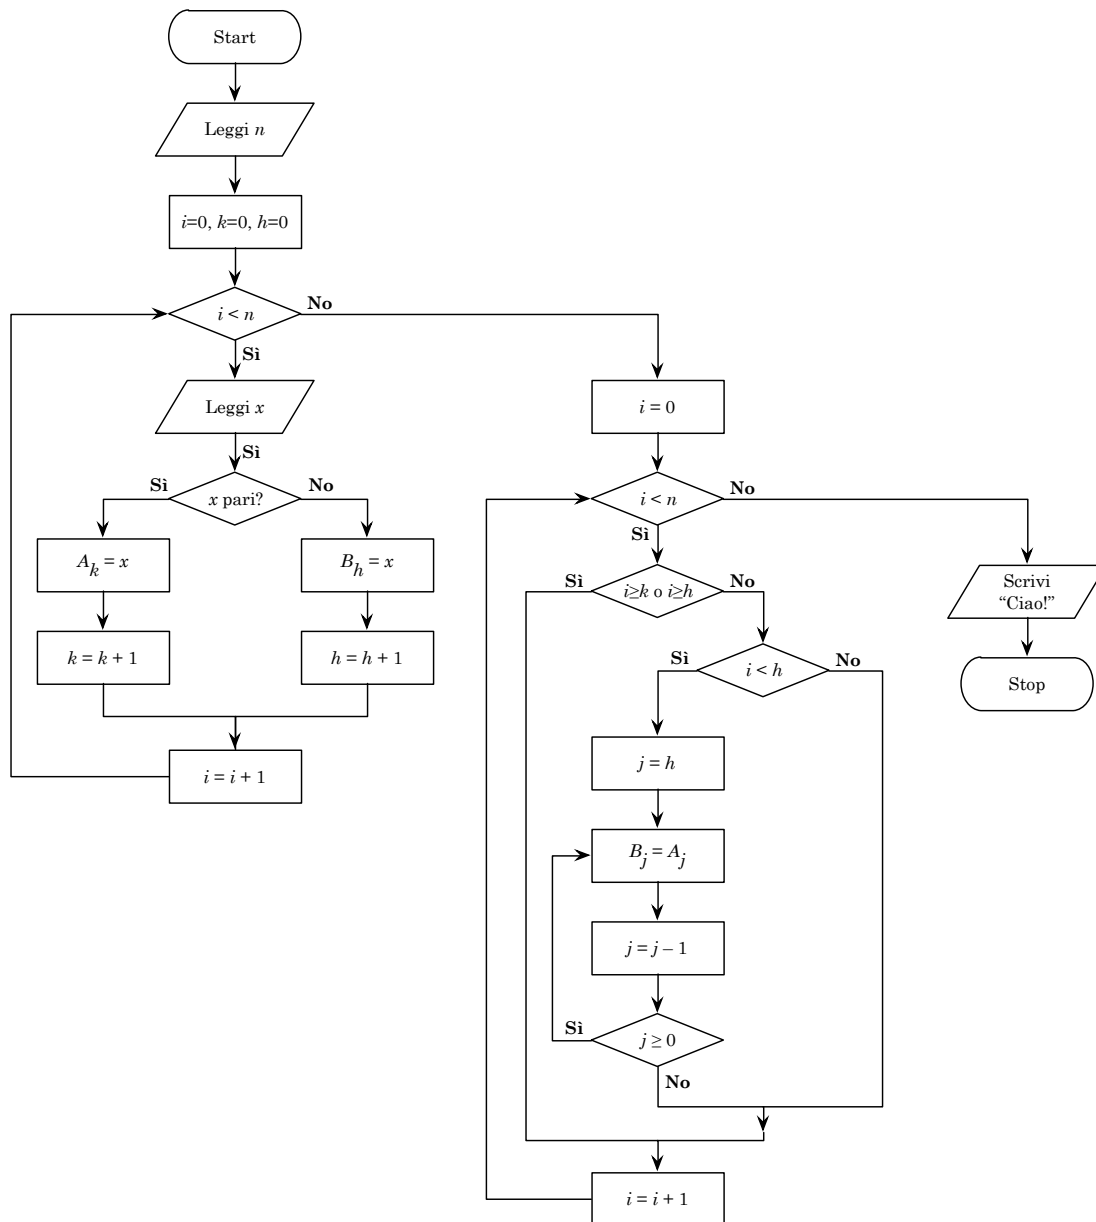 Start
Leggi n
i=0, k=0, h=0
i < n
No
Sì
Leggi x
Sì
x pari?
Sì
No
A_k = x
B_h = x
k = k + 1
h = h + 1
i = i + 1
i = 0
i < n
No
Sì
i≥k o i≥h
Sì
No
i < h
Sì
No
j = h
B_j = A_j
j = j – 1
j ≥ 0
Sì
No
i = i + 1
Scrivi
“Ciao!”
Stop